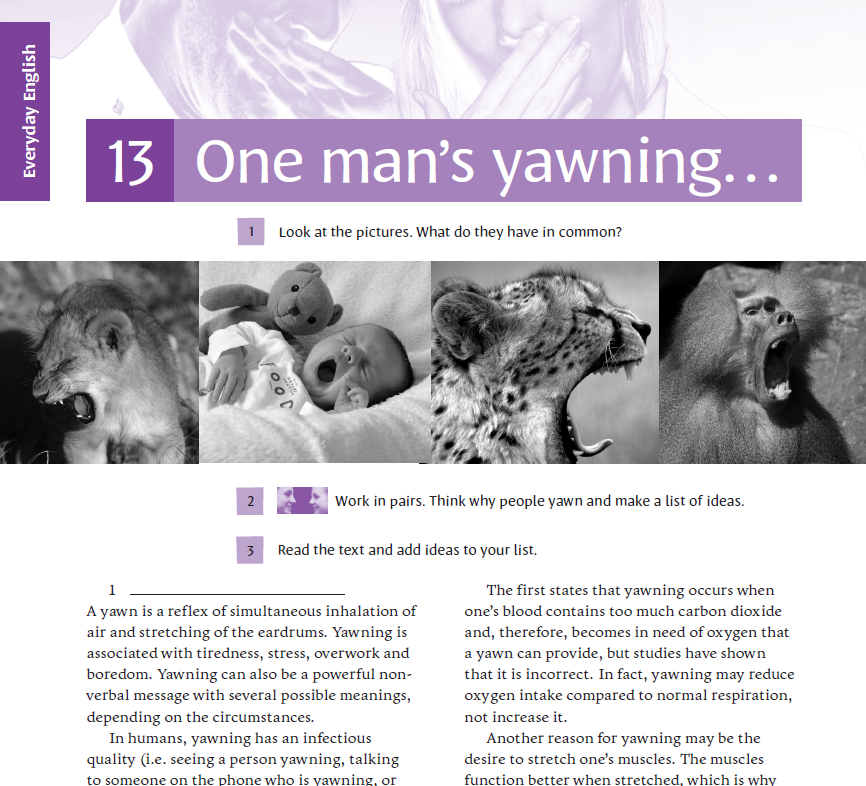 Everyday English
13 One man's yawning...
1 Look at the pictures. What do they have in common?
2 Work in pairs. Think why people yawn and make a list of ideas.
3 Read the text and add ideas to your list.
1 ____________________
A yawn is a reflex of simultaneous inhalation of
air and stretching of the eardrums. Yawning is
associated with tiredness, stress, overwork and
boredom. Yawning can also be a powerful non-
verbal message with several possible meanings,
depending on the circumstances.
In humans, yawning has an infectious
quality (i.e. seeing a person yawning, talking
to someone on the phone who is yawning, or
The first states that yawning occurs when
one's blood contains too much carbon dioxide
and, therefore, becomes in need of oxygen that
a yawn can provide, but studies have shown
that it is incorrect. In fact, yawning may reduce
oxygen intake compared to normal respiration,
not increase it.
Another reason for yawning may be the
desire to stretch one's muscles. The muscles
function better when stretched, which is why